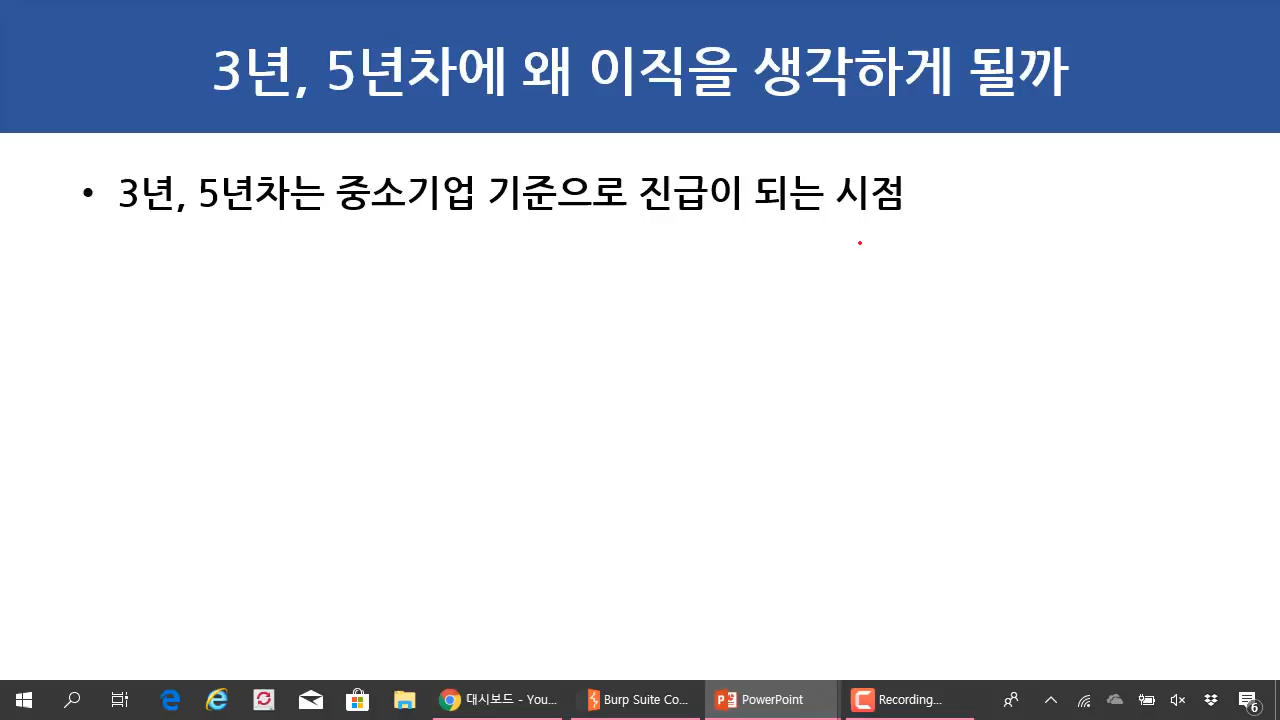 3년, 5년차에 왜 이직을 생각하게 될까
• 3년, 5년차는 중소기업 기준으로 진급이 되는 시점
대시보드 - You...
Burp Suite Co...
PowerPoint
Recording...
6